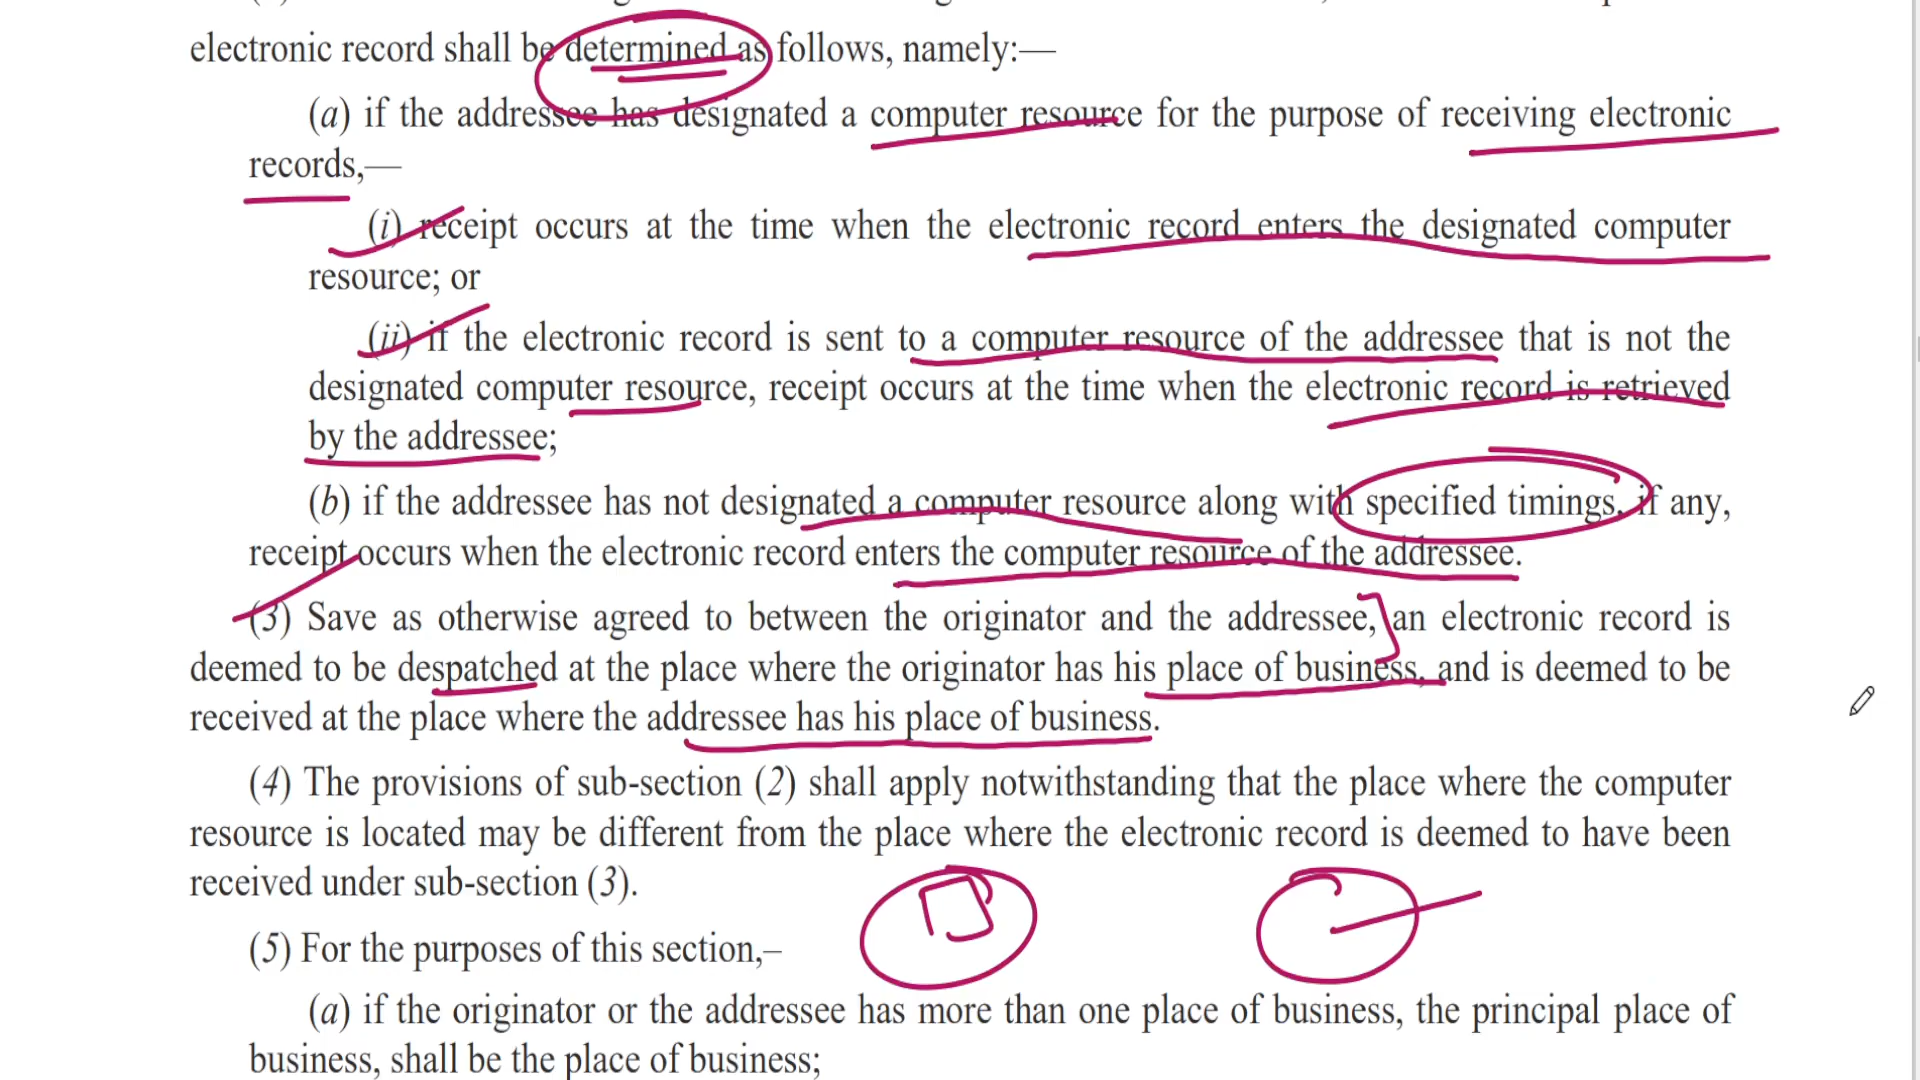 electronic record shall be determined as follows, namely:—
(a) if the addressee has designated a computer resource for the purpose of receiving electronic
records,—
(i) receipt occurs at the time when the electronic record enters the designated computer
resource; or
(ii) if the electronic record is sent to a computer resource of the addressee that is not the
designated computer resource, receipt occurs at the time when the electronic record is retrieved
by the addressee;
(b) if the addressee has not designated a computer resource along with specified timings, if any,
receipt occurs when the electronic record enters the computer resource of the addressee.
(3) Save as otherwise agreed to between the originator and the addressee, an electronic record is
deemed to be despatched at the place where the originator has his place of business, and is deemed to be
received at the place where the addressee has his place of business.
(4) The provisions of sub-section (2) shall apply notwithstanding that the place where the computer
resource is located may be different from the place where the electronic record is deemed to have been
received under sub-section (3).
(5) For the purposes of this section,–
(a) if the originator or the addressee has more than one place of business, the principal place of
business, shall be the place of business;